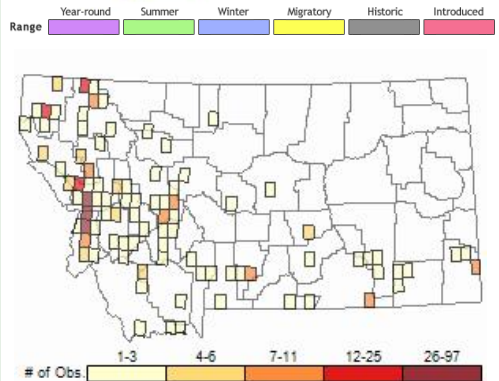 Year-round Summer Winter Migratory Historic Introduced
Range
1-3 4-6 7-11 12-25 26-97
# of Obs.